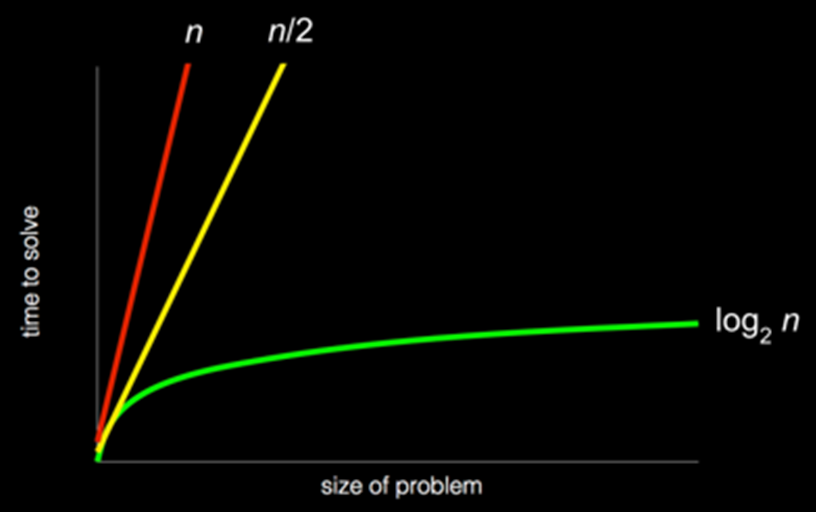 n
n/2
time to solve
log₂ n
size of problem